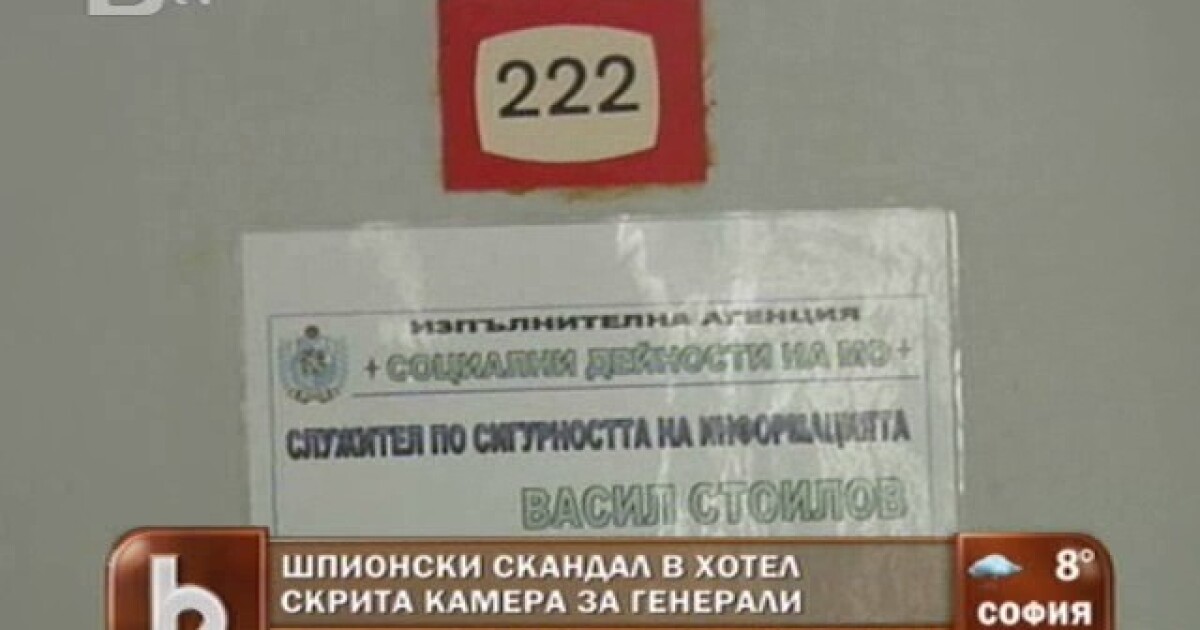 222
ИЗПЪЛНИТЕЛНА АГЕНЦИЯ
+ СОЦИАЛНИ ДЕЙНОСТИ НА МО +
СЛУЖИТЕЛ ПО СИГУРНОСТТА НА ИНФОРМАЦИЯТА
ВАСИЛ СТОИЛОВ
b
ШПИОНСКИ СКАНДАЛ В ХОТЕЛ
СКРИТА КАМЕРА ЗА ГЕНЕРАЛИ
8°
СОФИЯ